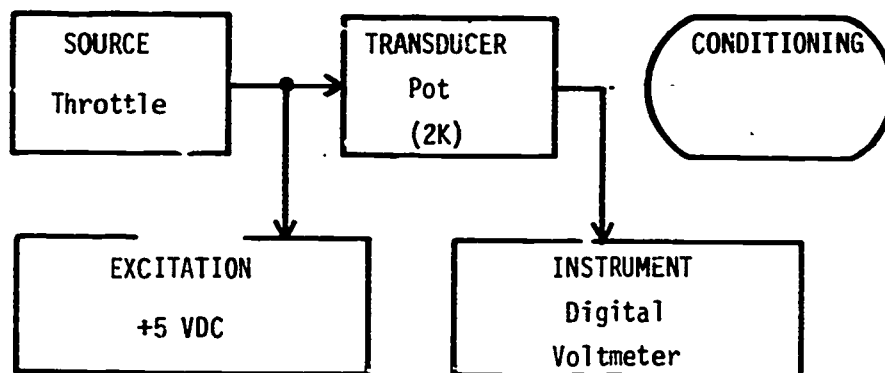 SOURCE
Throttle
TRANSDUCER
Pot
(2K)
CONDITIONING
EXCITATION
+5 VDC
INSTRUMENT
Digital
Voltmeter